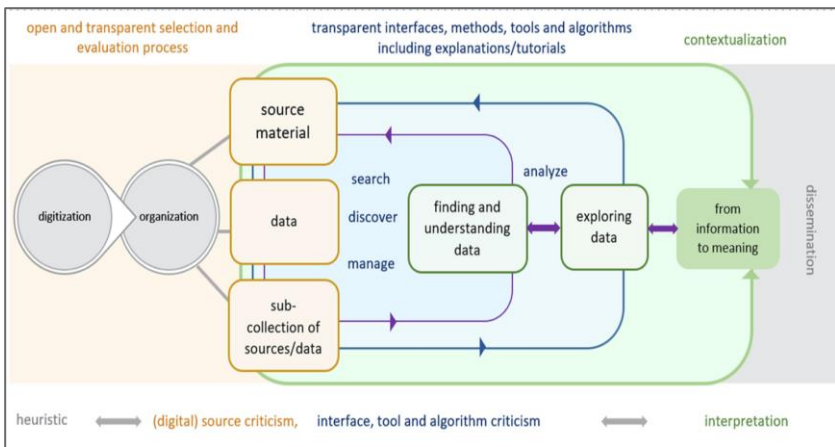 open and transparent selection and
evaluation process
transparent interfaces, methods, tools and algorithms
including explanations/tutorials
contextualization
source
material
search
analyze
digitization
organization
data
discover
finding and
understanding
data
exploring
data
from
information
to meaning
dissemination
manage
sub-
collection of
sources/data
heuristic
(digital) source criticism,
interface, tool and algorithm criticism
interpretation